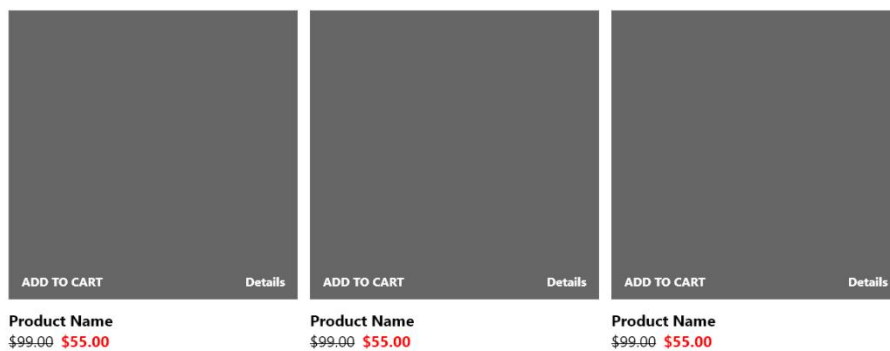 ADD TO CART Details ADD TO CART Details ADD TO CART Details
Product Name Product Name Product Name
$99.00 $55.00 $99.00 $55.00 $99.00 $55.00